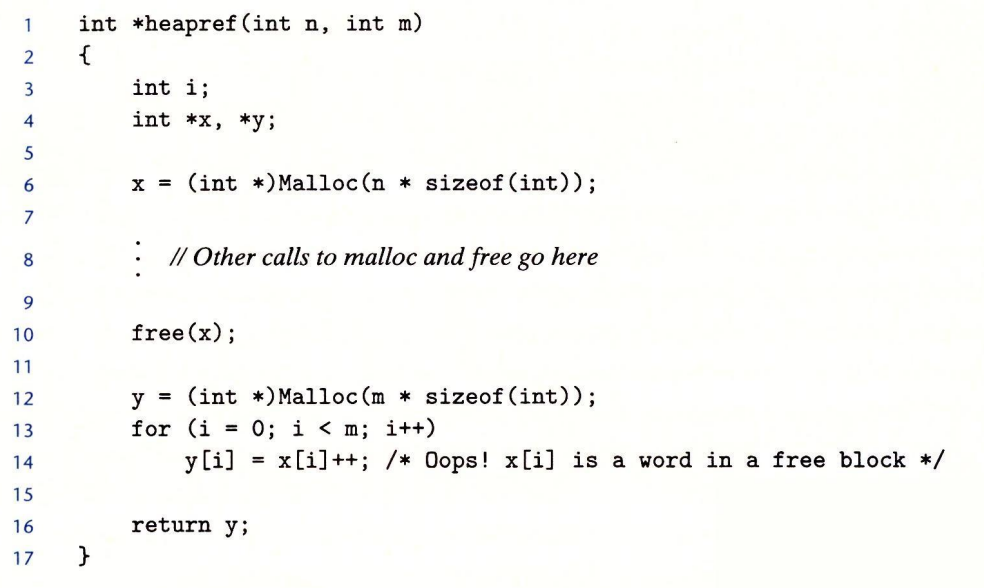 1 int *heapref(int n, int m)
2 {
3 int i;
4 int *x, *y;
5
6 x = (int *)Malloc(n * sizeof(int));
7
8 ⋮ // Other calls to malloc and free go here
9
10 free(x);
11
12 y = (int *)Malloc(m * sizeof(int));
13 for (i = 0; i < m; i++)
14 y[i] = x[i]++; /* Oops! x[i] is a word in a free block */
15
16 return y;
17 }